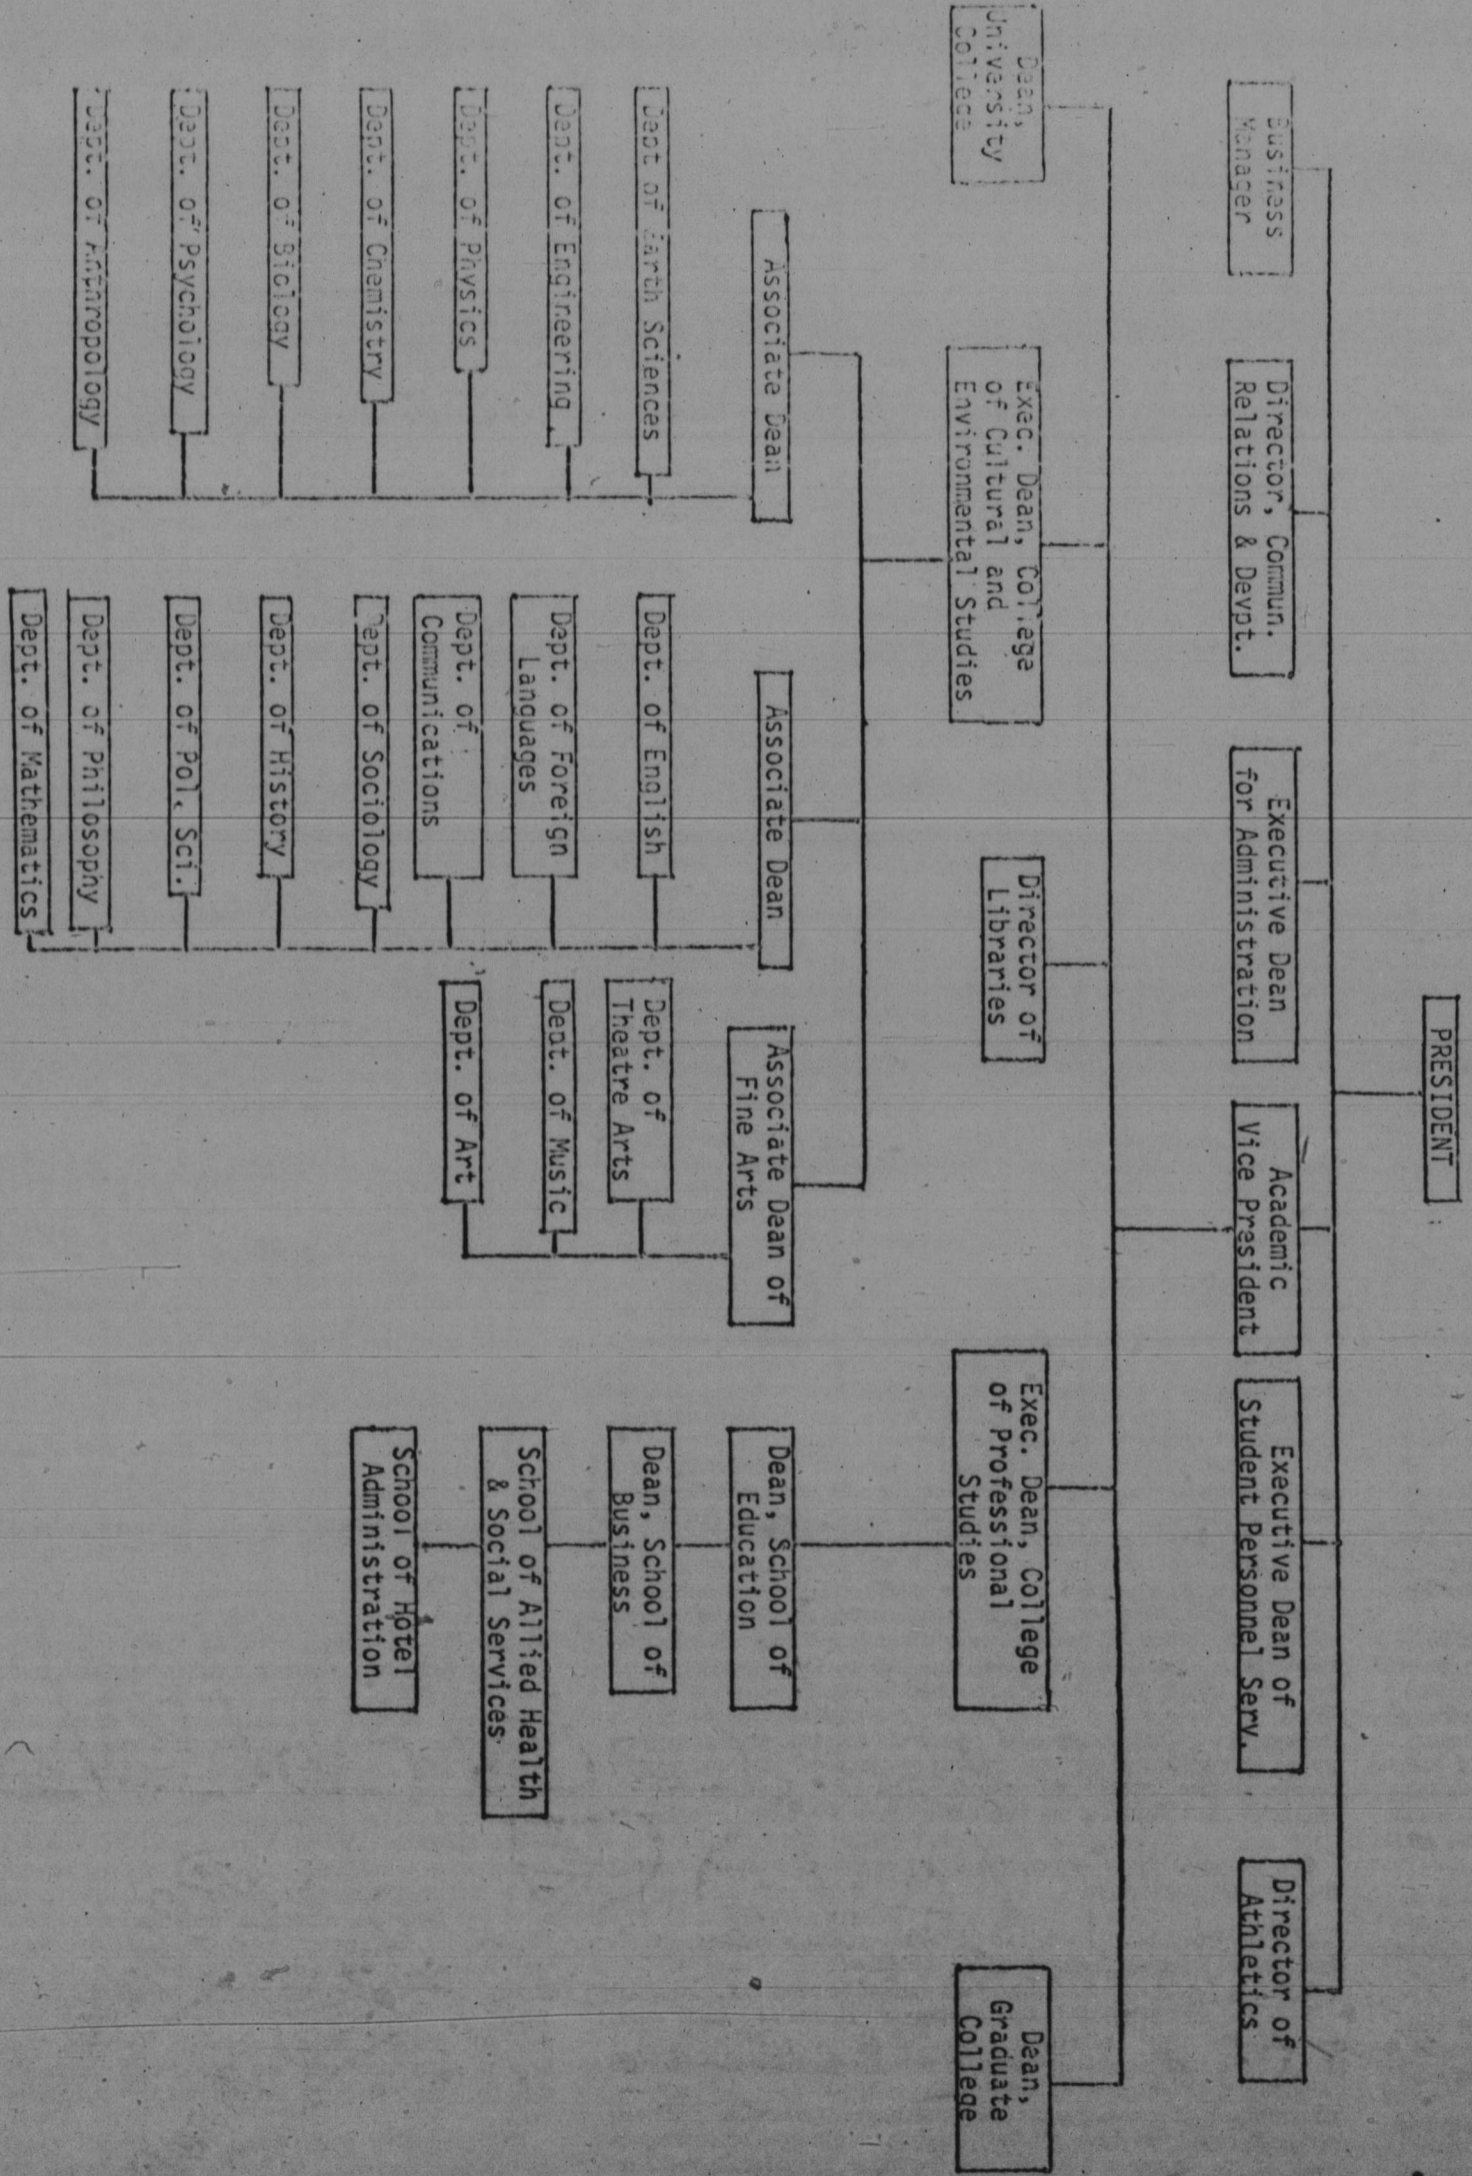 PRESIDENT
Business
Manager
Director, Commun.
Relations & Devpt.
Executive Dean
for Administration
Academic
Vice President
Executive Dean of
Student Personnel Serv.
Director of
Athletics
Dean,
University
College
Exec. Dean, College
of Cultural and
Environmental Studies
Director of
Libraries
Exec. Dean, College
of Professional
Studies
Dean,
Graduate
College
Associate Dean
Associate Dean
Associate Dean of
Fine Arts
Dept of Earth Sciences
Dept. of Engineering
Dept. of Physics
Dept. of Chemistry
Dept. of Biology
Dept. of Psychology
Dept. of Anthropology
Dept. of English
Dept. of Foreign
Languages
Dept. of
Communications
Dept. of Sociology
Dept. of History
Dept. of Pol. Sci.
Dept. of Philosophy
Dept. of Mathematics
Dept. of
Theatre Arts
Dept. of Music
Dept. of Art
Dean, School of
Education
Dean, School of
Business
School of Allied Health
& Social Services
School of Hotel
Administration